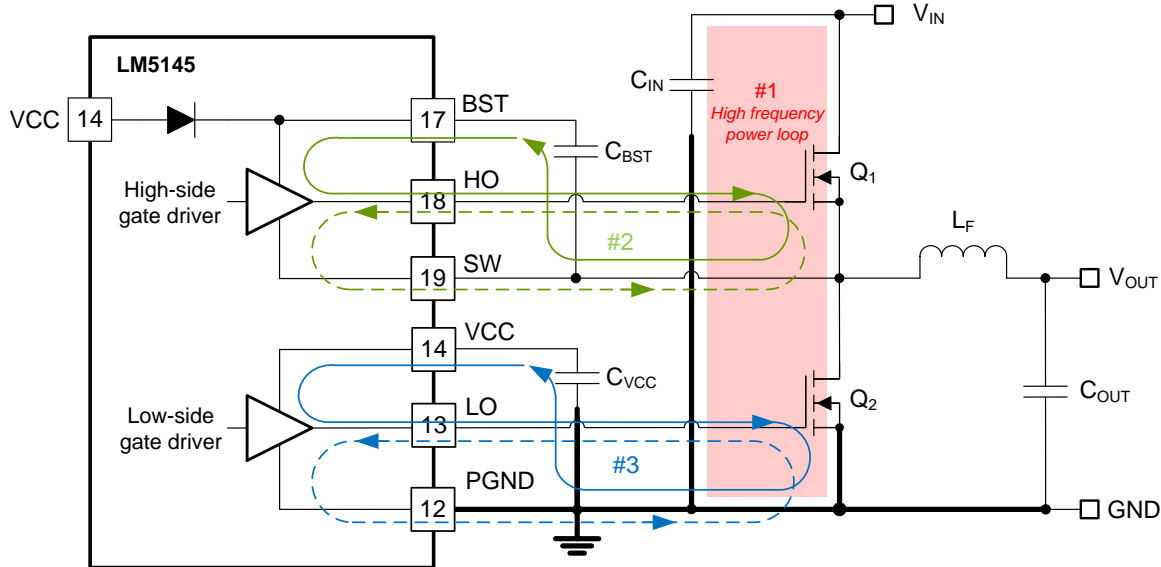 V_IN
LM5145
VCC
14
17
BST
C_IN
#1
High frequency
power loop
C_BST
High-side
gate driver
HO
18
Q₁
#2
SW
19
L_F
V_OUT
VCC
14
C_VCC
LO
13
Low-side
gate driver
Q₂
C_OUT
#3
PGND
12
GND